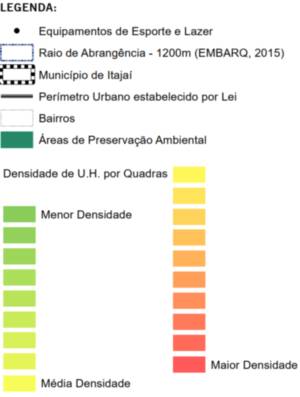 LEGENDA:
Equipamentos de Esporte e Lazer
Raio de Abrangência - 1200m (EMBARQ, 2015)
Município de Itajaí
Perímetro Urbano estabelecido por Lei
Bairros
Áreas de Preservação Ambiental
Densidade de U.H. por Quadras
Menor Densidade
Média Densidade
Maior Densidade